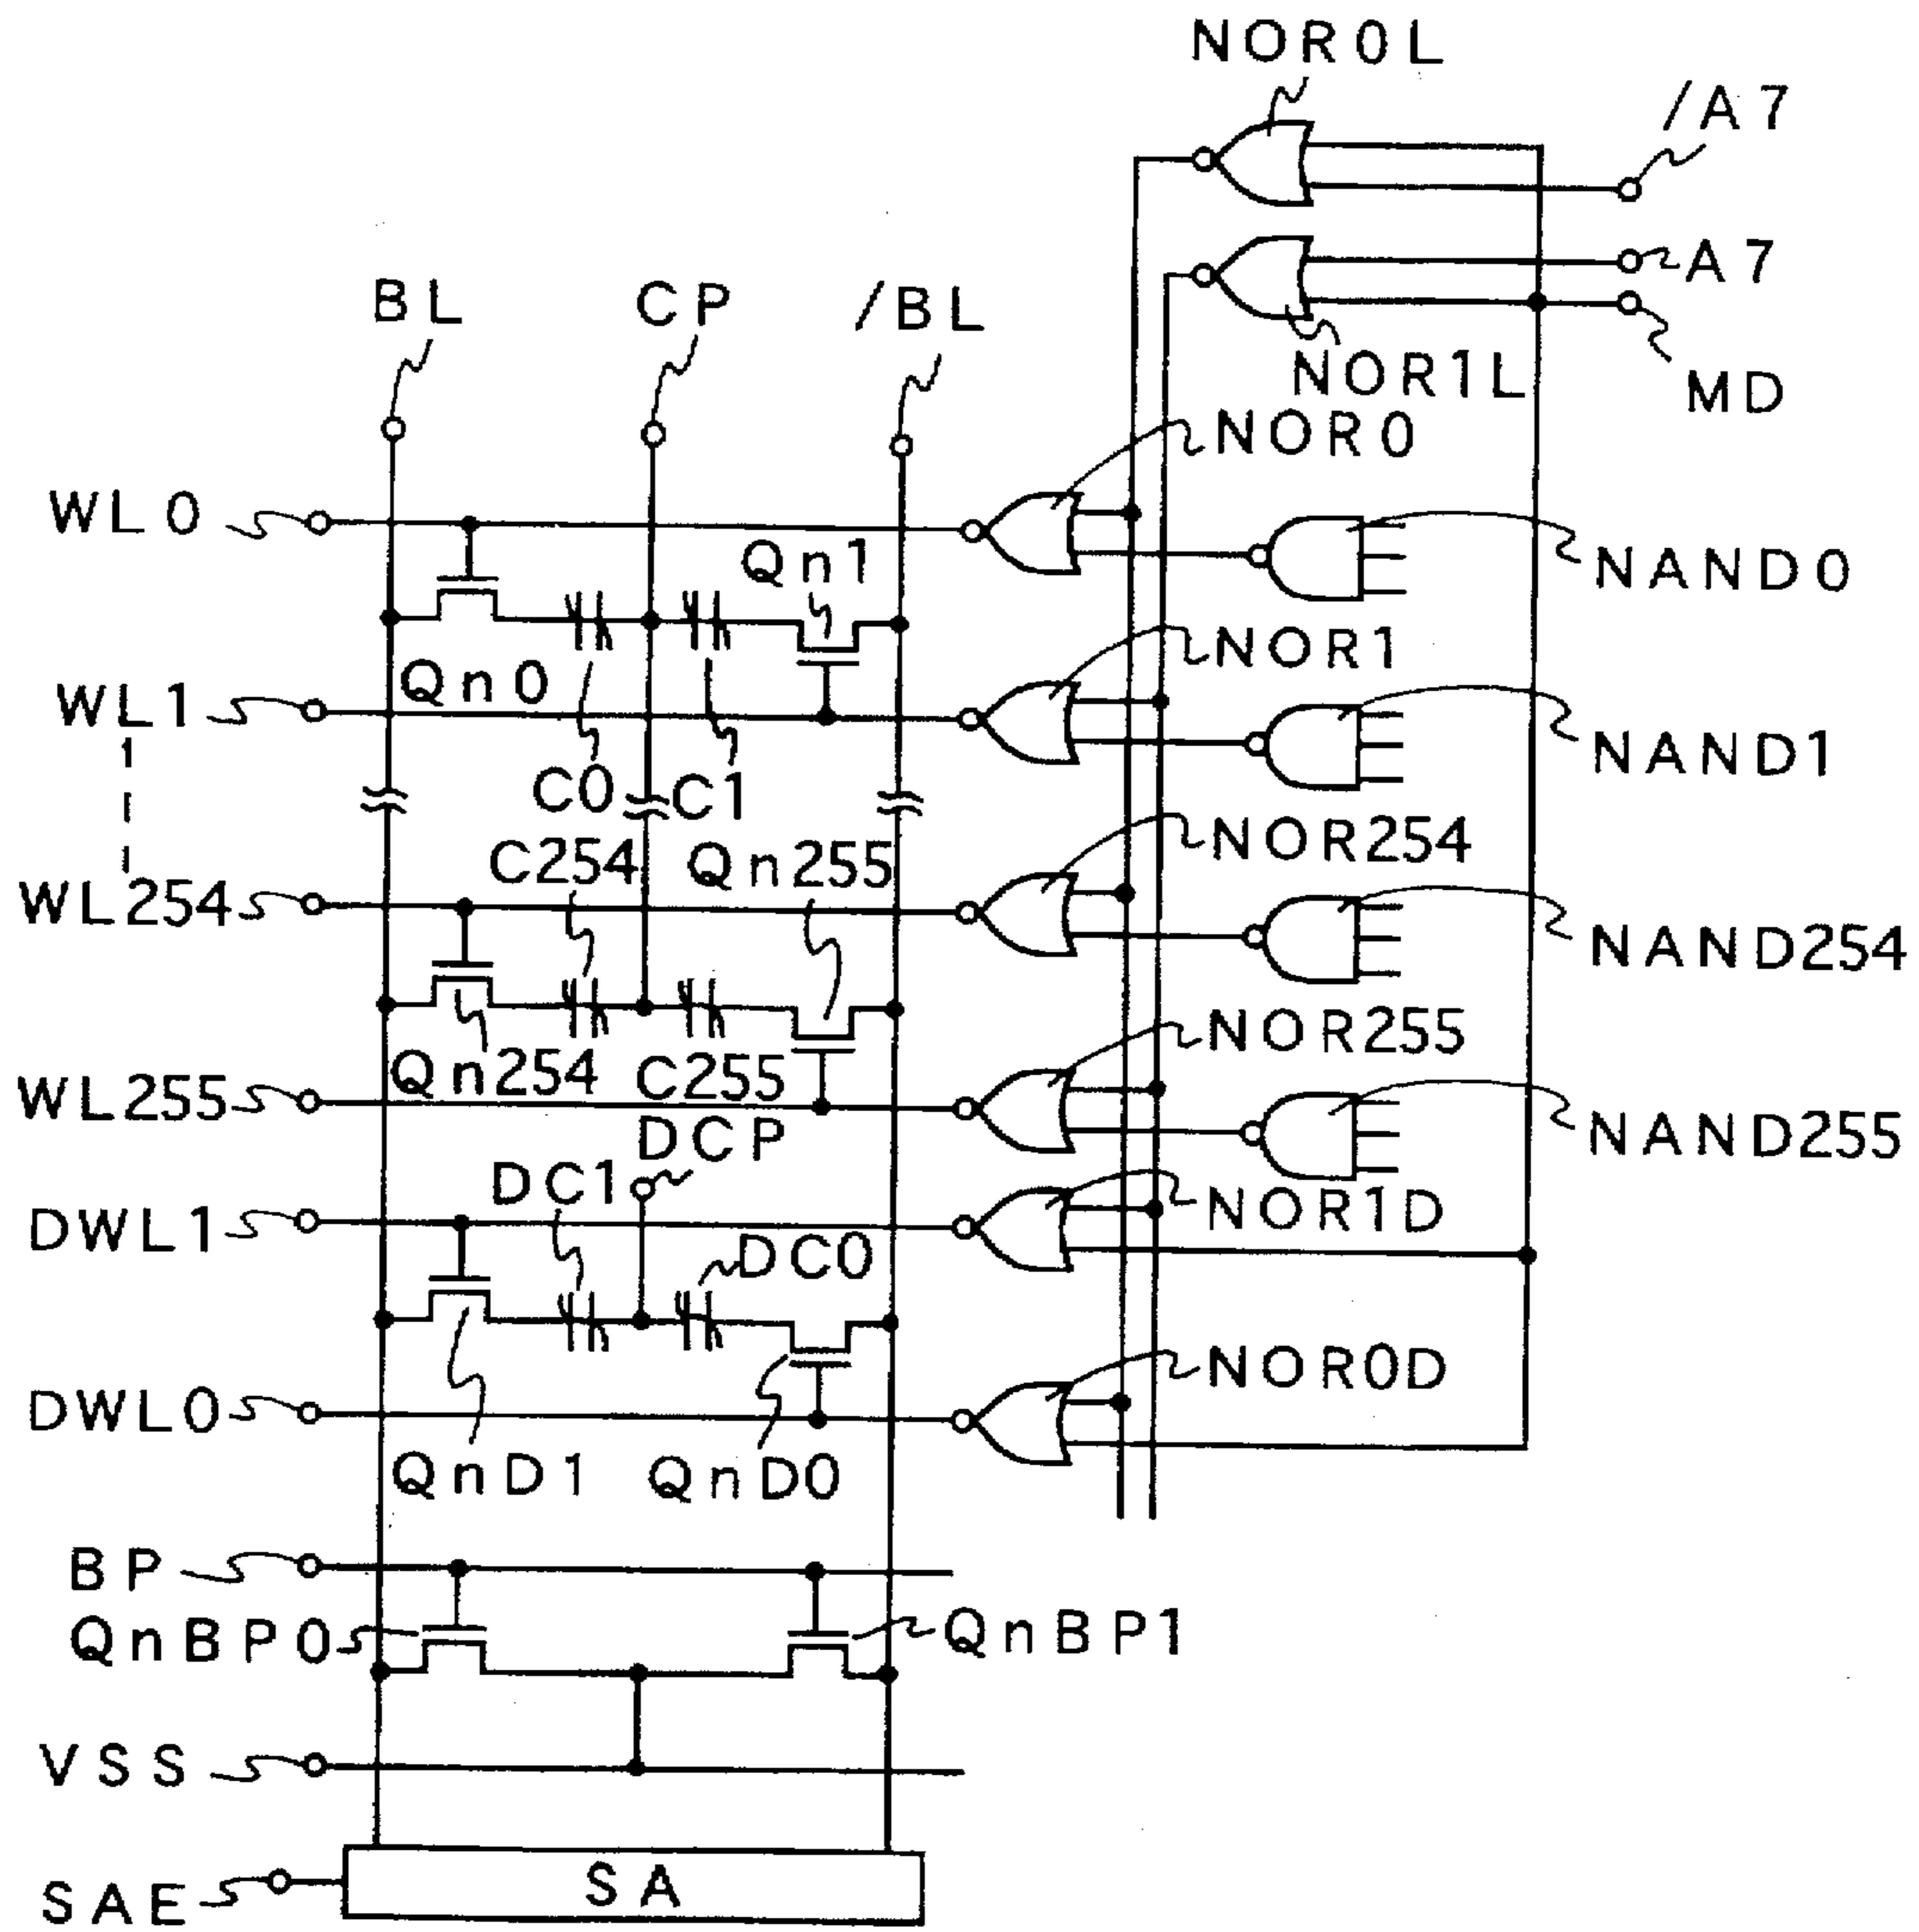 NOR0L
/A7
A7
BL
CP
/BL
NOR1L
MD
NOR0
WL0
Qn1
NAND0
NOR1
Qn0
WL1
NAND1
C0
C1
NOR254
C254
Qn255
WL254
NAND254
NOR255
Qn254
C255
WL255
NAND255
DCP
DC1
NOR1D
DWL1
DC0
NOR0D
DWL0
QnD1
QnD0
BP
QnBP0
QnBP1
VSS
SA
SAE